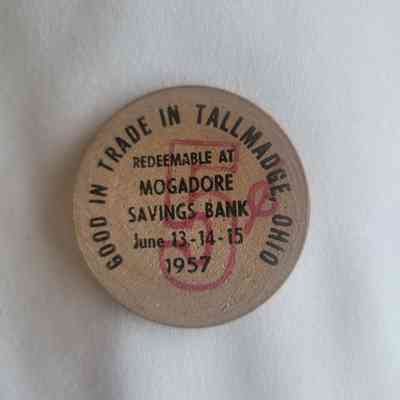 GOOD IN TRADE IN TALLMADGE, OHIO
REDEEMABLE AT
MOGADORE
SAVINGS BANK
June 13-14-15
1957
5¢